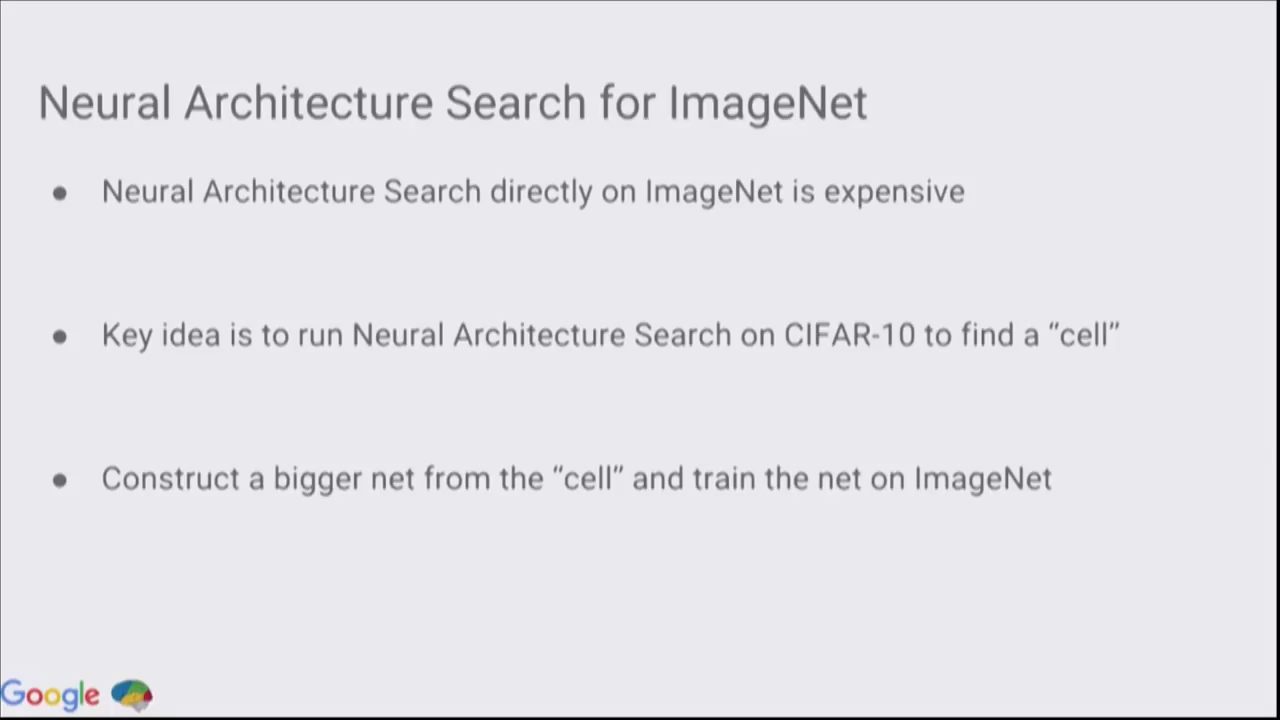 Neural Architecture Search for ImageNet
● Neural Architecture Search directly on ImageNet is expensive
● Key idea is to run Neural Architecture Search on CIFAR-10 to find a “cell”
● Construct a bigger net from the “cell” and train the net on ImageNet
Google